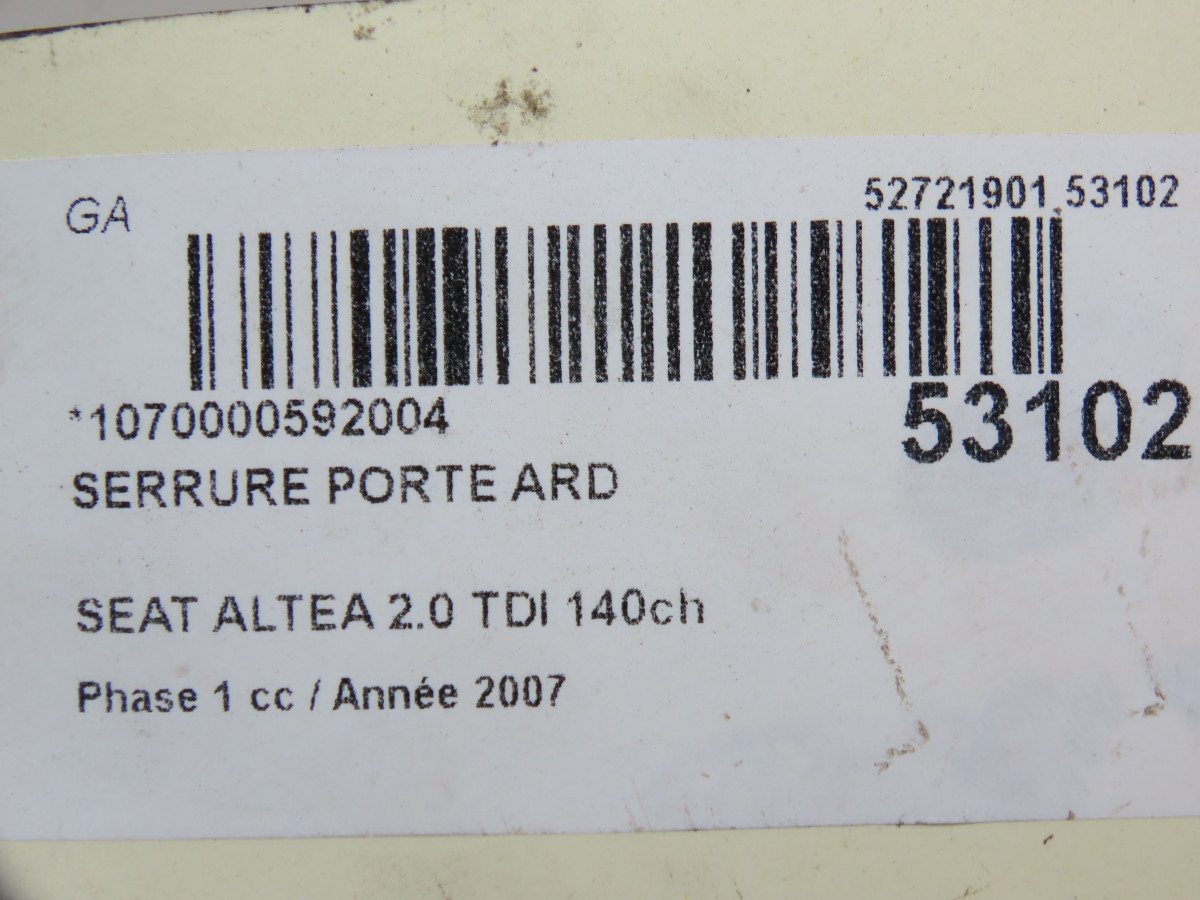 GA
52721901 53102
*1070000592004
53102
SERRURE PORTE ARD
SEAT ALTEA 2.0 TDI 140ch
Phase 1 cc / Année 2007